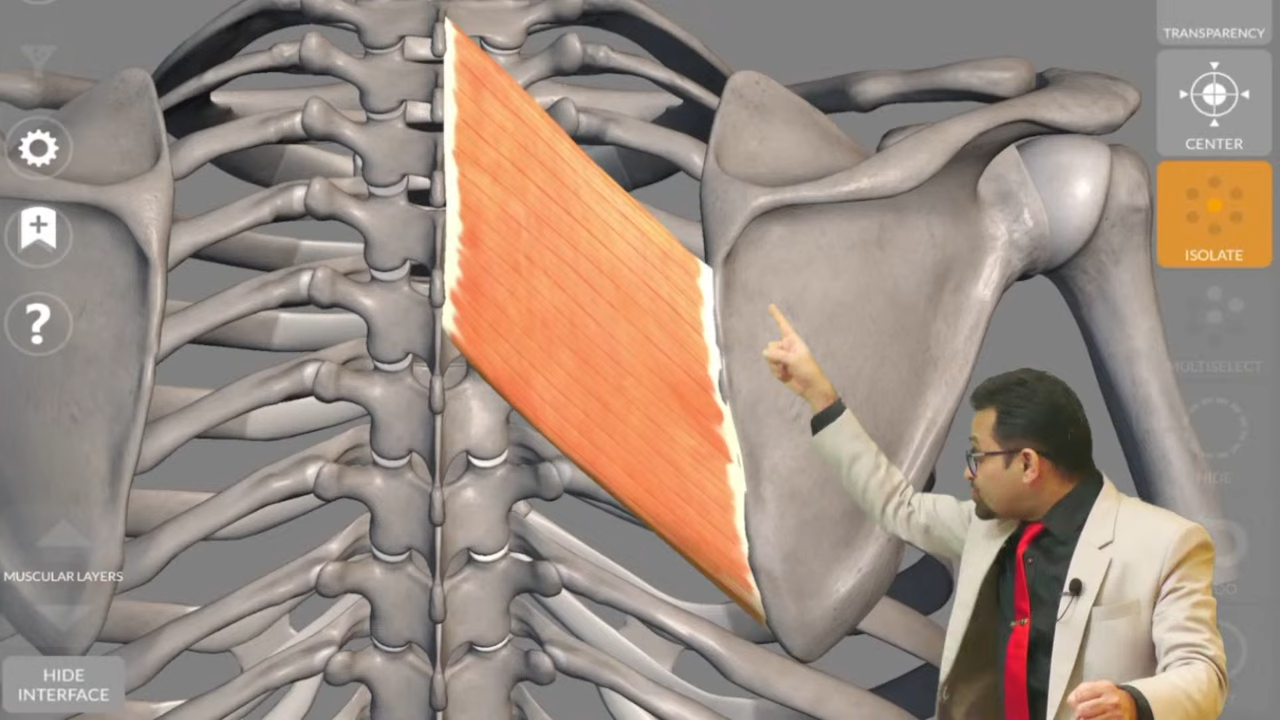 TRANSPARENCY
CENTER
ISOLATE
MULTISELECT
HIDE
?
MUSCULAR LAYERS
HIDE
INTERFACE